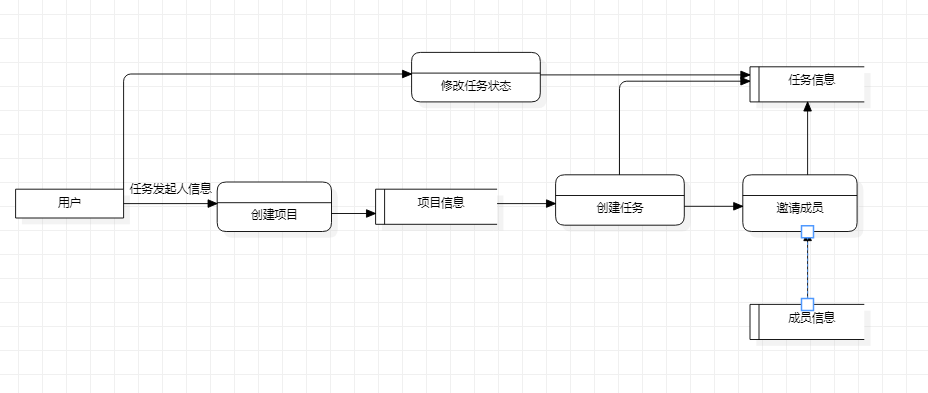 修改任务状态
任务信息
任务发起人信息
用户
创建项目
项目信息
创建任务
邀请成员
成员信息